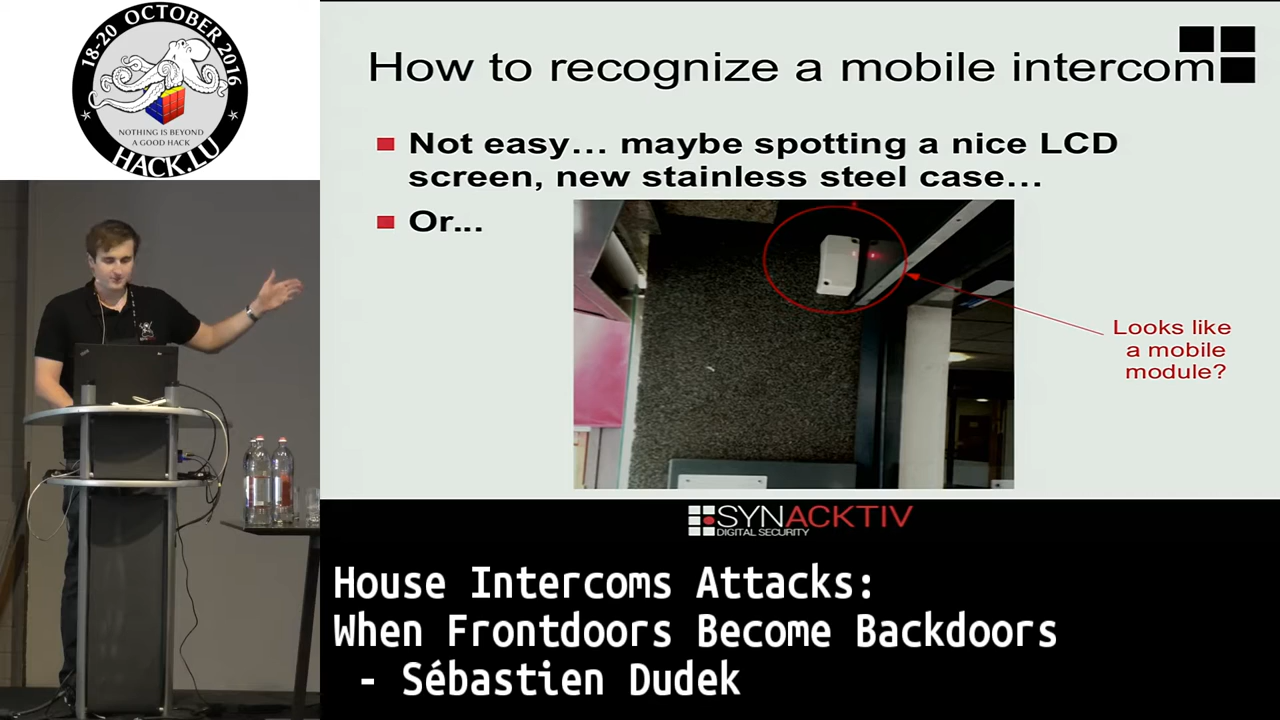 18-20 OCTOBER 2016
NOTHING IS BEYOND
A GOOD HACK
HACK.LU
How to recognize a mobile intercom
Not easy... maybe spotting a nice LCD
screen, new stainless steel case...
Or...
Looks like
a mobile
module?
SYNACKTIV
DIGITAL SECURITY
House Intercoms Attacks:
When Frontdoors Become Backdoors
- Sébastien Dudek